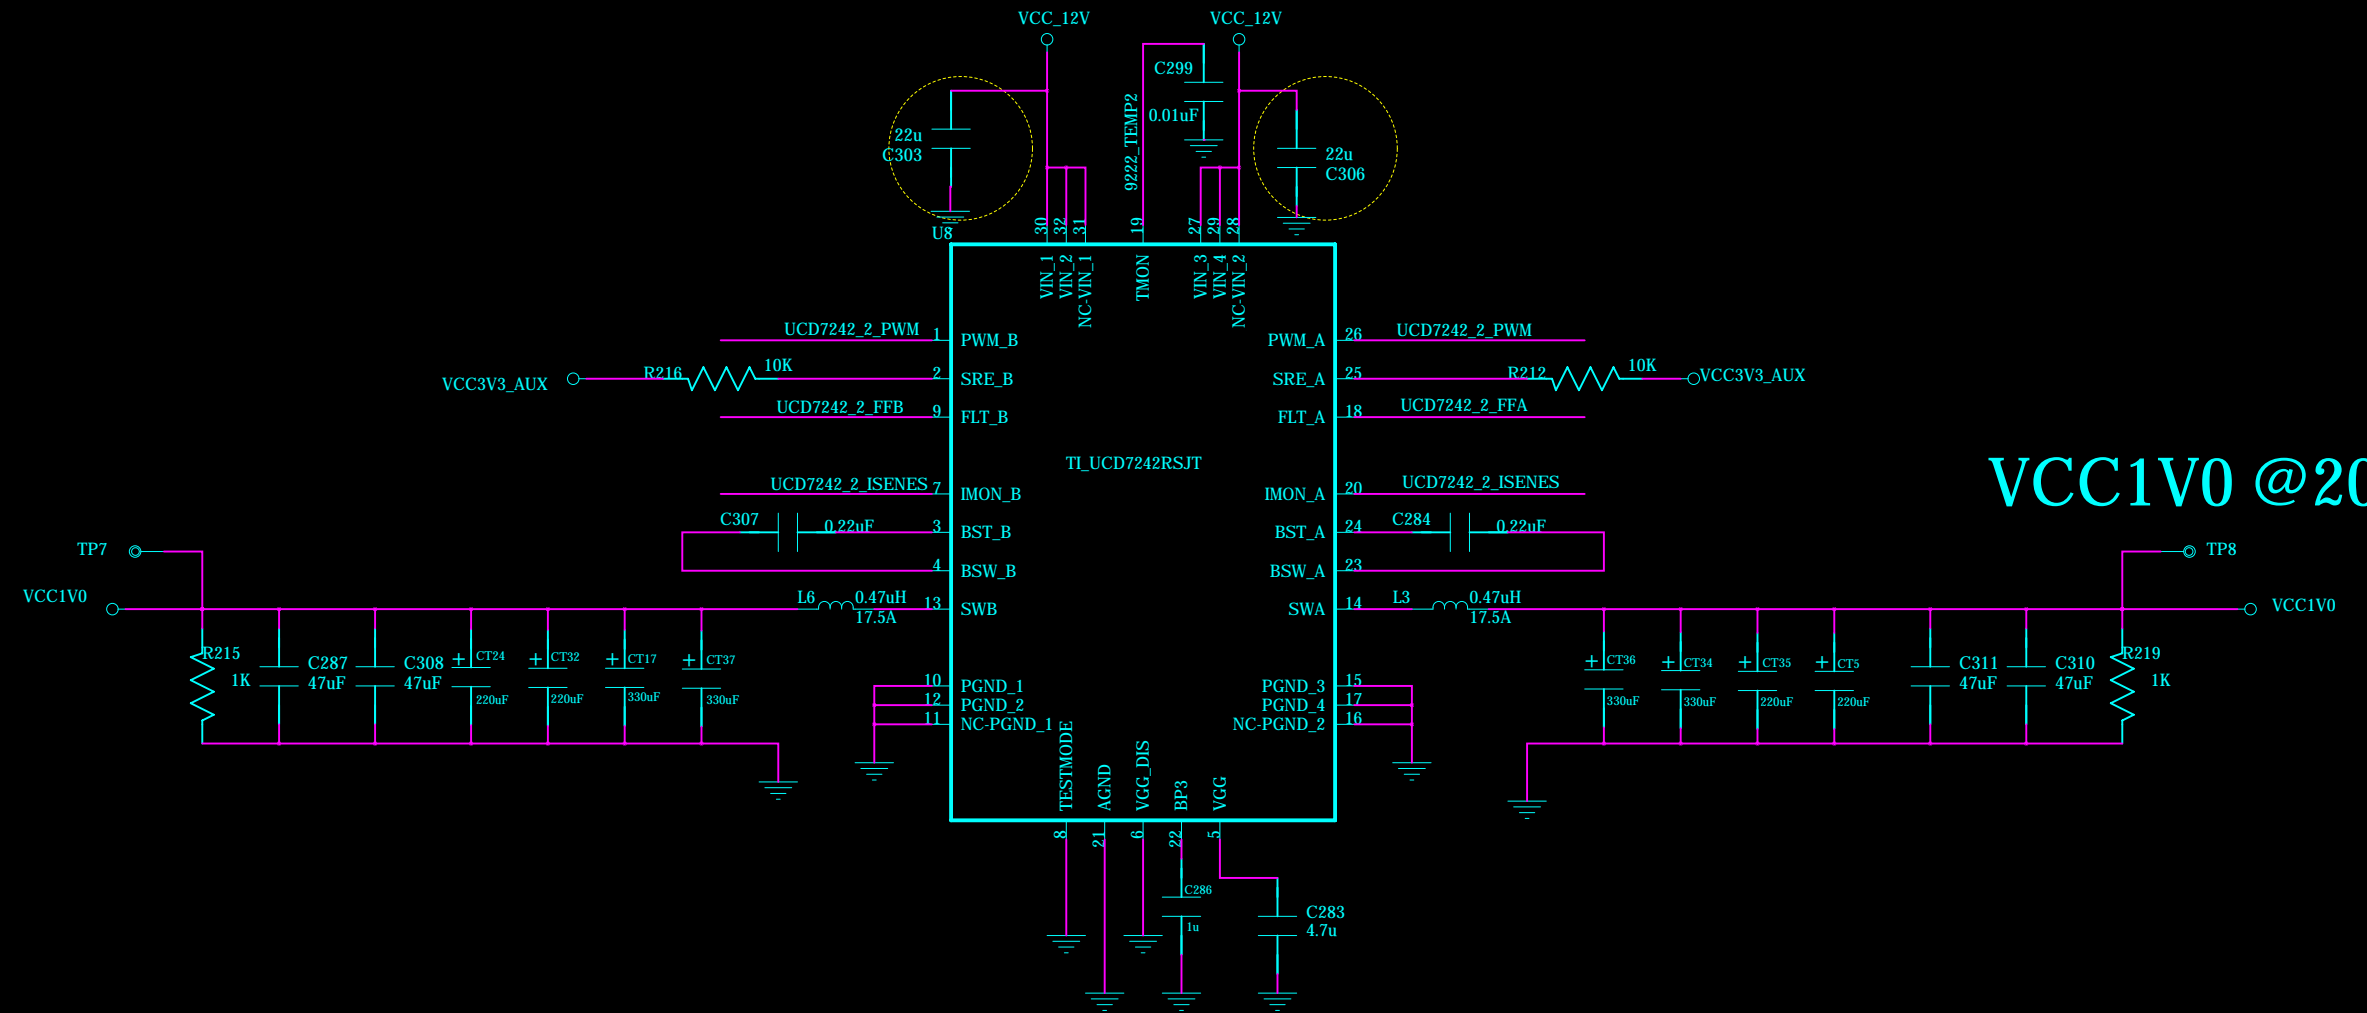 VCC_12V
VCC_12V
C299
0.01uF
9222_TEMP2
22u
C303
22u
C306
U8
30
32
31
19
27
29
28
VIN_1
VIN_2
NC-VIN_1
TMON
VIN_3
VIN_4
NC-VIN_2
UCD7242_2_PWM
1
PWM_B
PWM_A
26
UCD7242_2_PWM
VCC3V3_AUX
R216
10K
2
SRE_B
SRE_A
25
R212
10K
VCC3V3_AUX
UCD7242_2_FFB
9
FLT_B
FLT_A
18
UCD7242_2_FFA
TI_UCD7242RSJT
VCC1V0 @20
UCD7242_2_ISENES
7
IMON_B
IMON_A
20
UCD7242_2_ISENES
C307
0.22uF
3
BST_B
BST_A
24
C284
0.22uF
TP7
4
BSW_B
BSW_A
23
TP8
VCC1V0
L6
0.47uH
17.5A
13
SWB
SWA
14
L3
0.47uH
17.5A
VCC1V0
R215
1K
C287
47uF
C308
47uF
CT24
220uF
CT32
220uF
CT17
330uF
CT37
330uF
10
PGND_1
12
PGND_2
11
NC-PGND_1
PGND_3
15
PGND_4
17
NC-PGND_2
16
CT36
330uF
CT34
330uF
CT35
220uF
CT5
220uF
C311
47uF
C310
47uF
R219
1K
TESTMODE
AGND
VGG_DIS
BP3
VGG
8
21
6
22
5
C286
1u
C283
4.7u